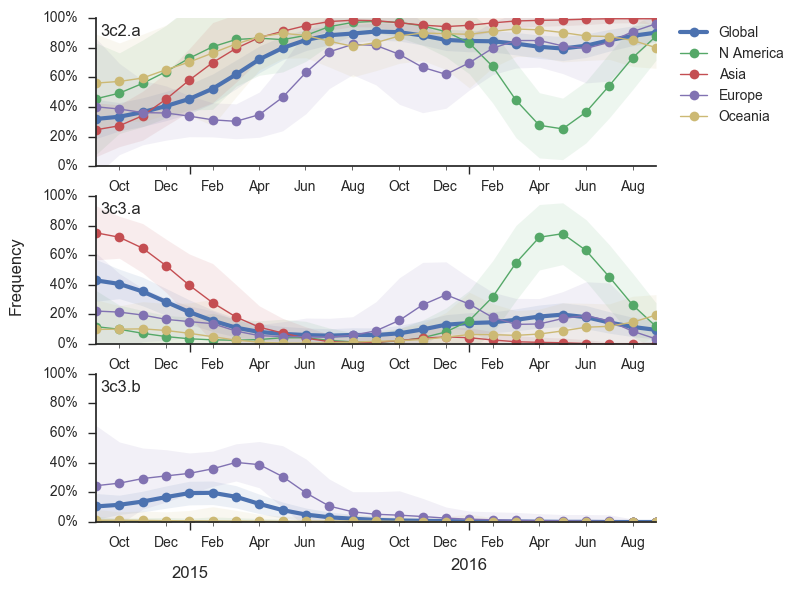 3c2.a
100%
80%
60%
40%
20%
0%
Oct Dec Feb Apr Jun Aug Oct Dec Feb Apr Jun Aug
Global
N America
Asia
Europe
Oceania
Frequency
3c3.a
100%
80%
60%
40%
20%
0%
Oct Dec Feb Apr Jun Aug Oct Dec Feb Apr Jun Aug
3c3.b
100%
80%
60%
40%
20%
0%
Oct Dec Feb Apr Jun Aug Oct Dec Feb Apr Jun Aug
2015 2016